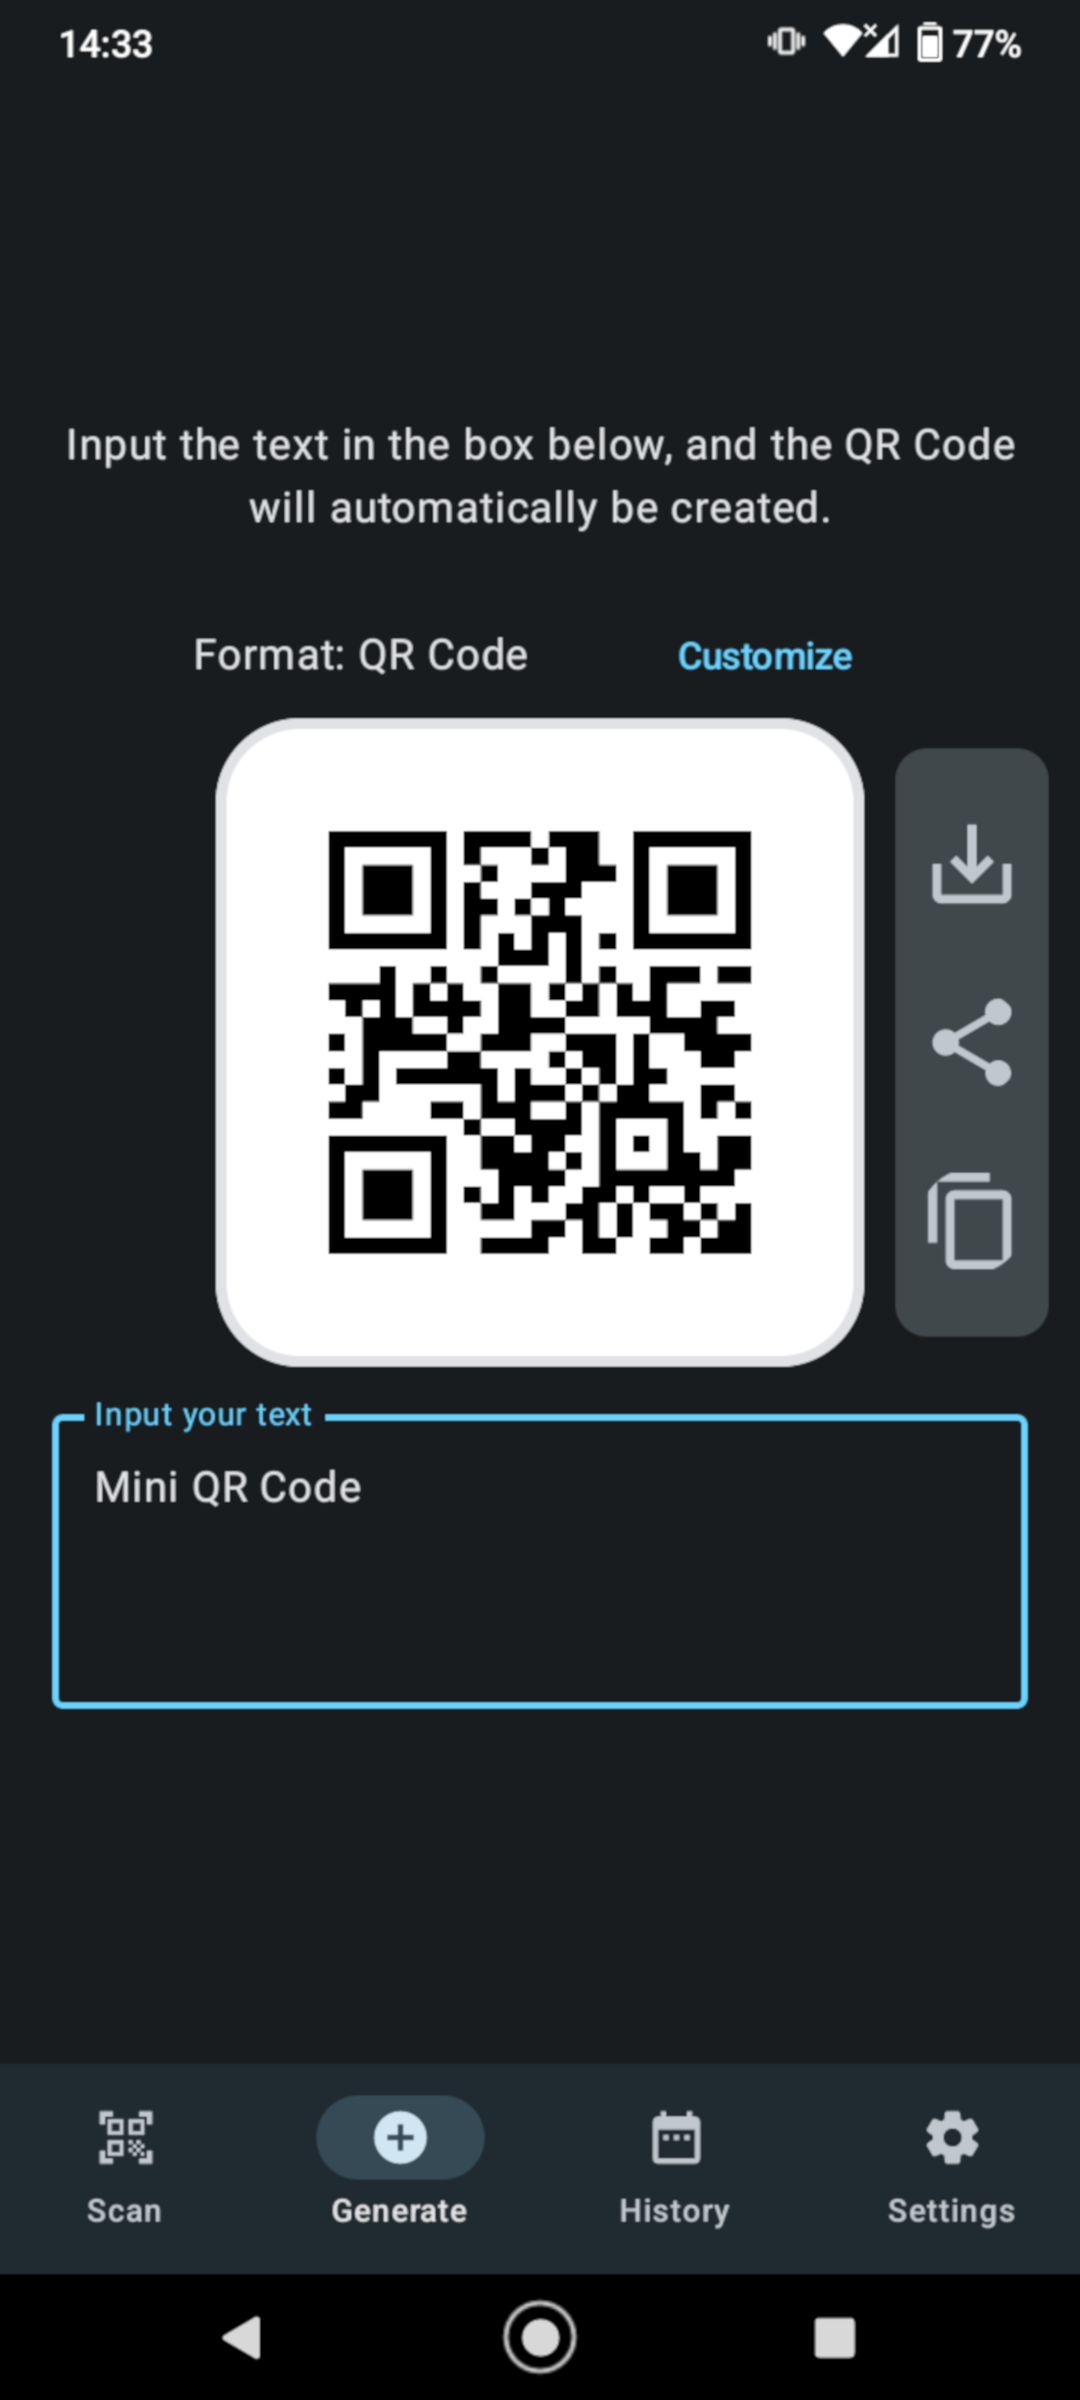 14:33
77%
Input the text in the box below, and the QR Code
will automatically be created.
Format: QR Code
Customize
Input your text
Mini QR Code
Scan
Generate
History
Settings